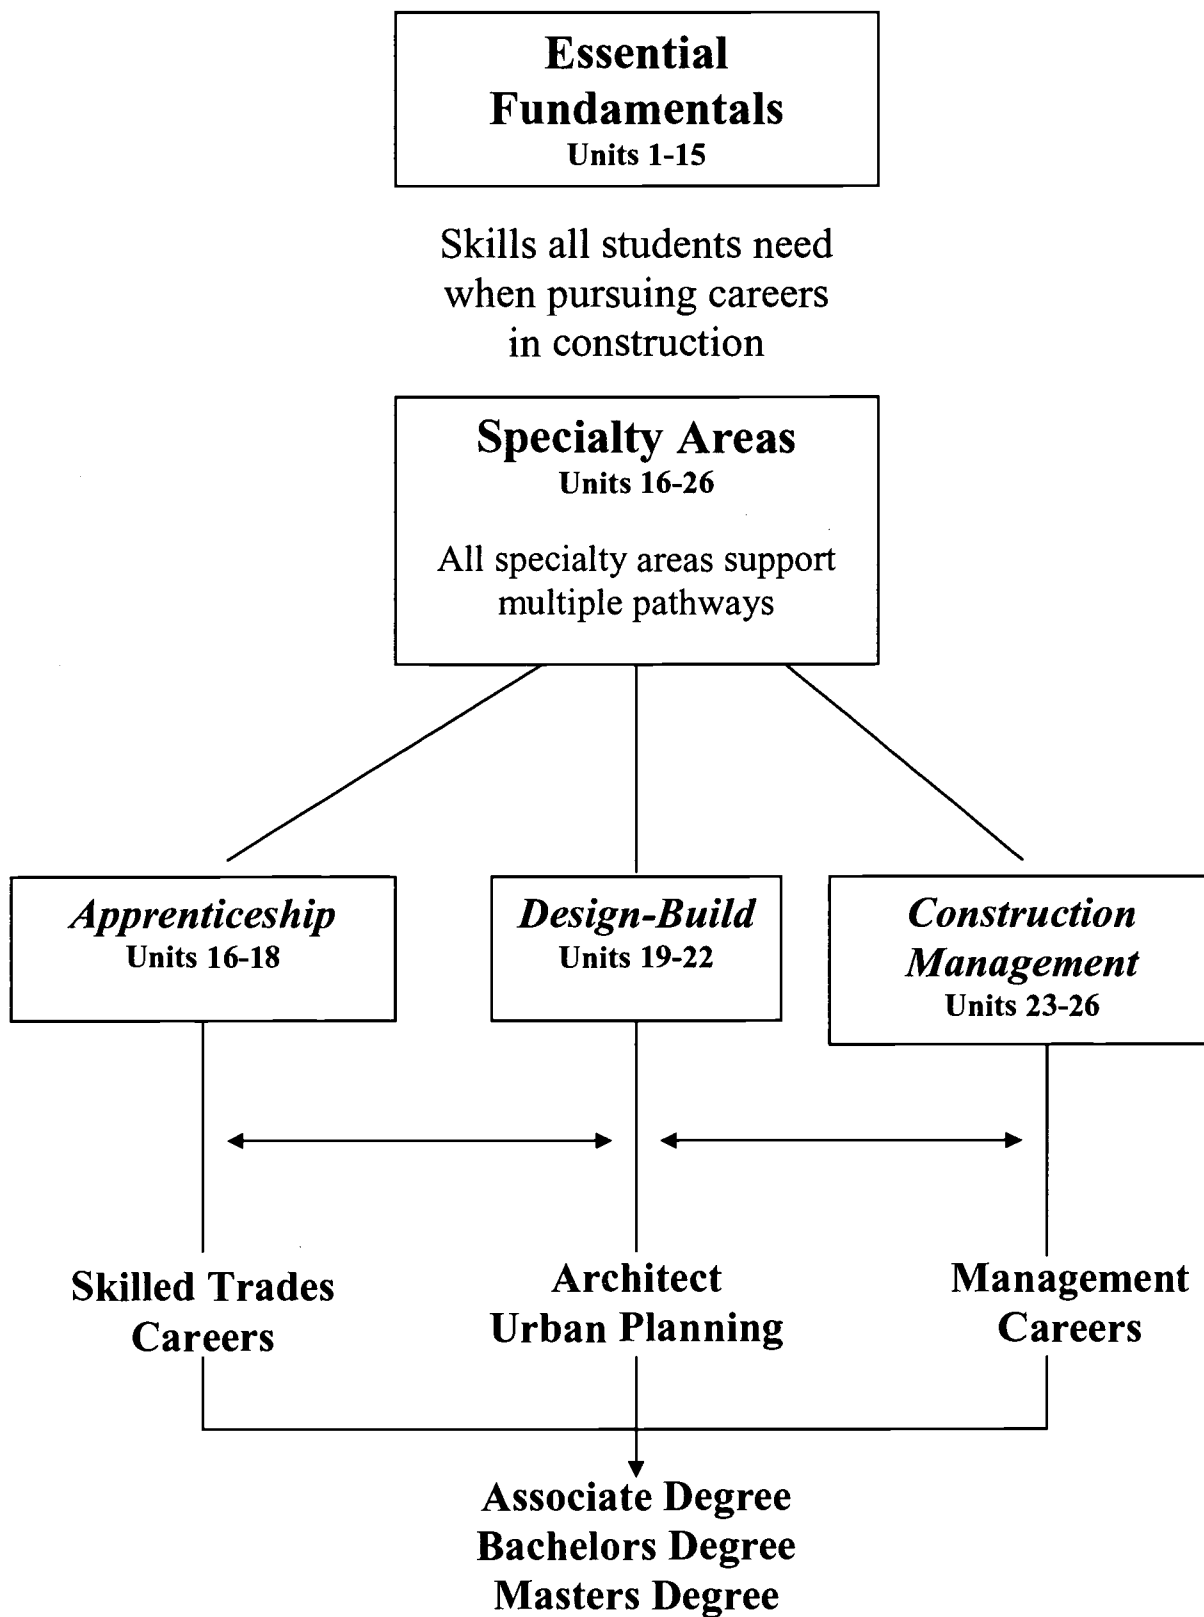 Essential
Fundamentals
Units 1-15
Skills all students need
when pursuing careers
in construction
Specialty Areas
Units 16-26
All specialty areas support
multiple pathways
Apprenticeship
Units 16-18
Design-Build
Units 19-22
Construction
Management
Units 23-26
Skilled Trades
Careers
Architect
Urban Planning
Management
Careers
Associate Degree
Bachelors Degree
Masters Degree